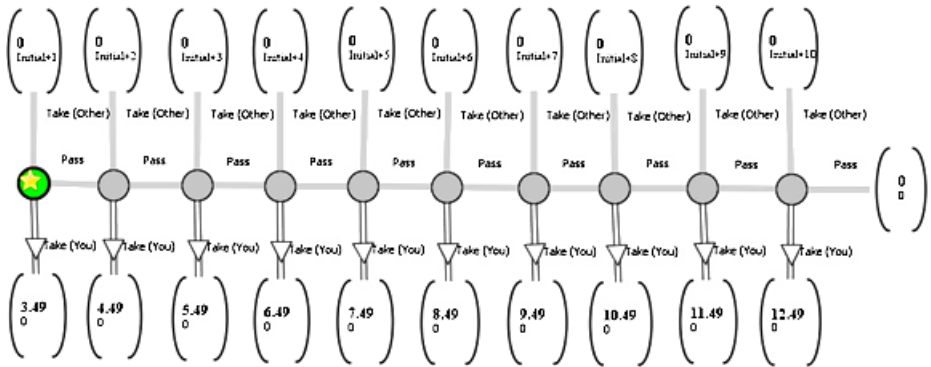 0 0 0 0 0 0 0 0 0 0
Initial+1 Initial+2 Initial+3 Initial+4 Initial+5 Initial+6 Initial+7 Initial+8 Initial+9 Initial+10
Take (Other) Take (Other) Take (Other) Take (Other) Take (Other) Take (Other) Take (Other) Take (Other) Take (Other) Take (Other)
Pass Pass Pass Pass Pass Pass Pass Pass Pass Pass
0
0
Take (You) Take (You) Take (You) Take (You) Take (You) Take (You) Take (You) Take (You) Take (You) Take (You)
3.49 4.49 5.49 6.49 7.49 8.49 9.49 10.49 11.49 12.49
0 0 0 0 0 0 0 0 0 0